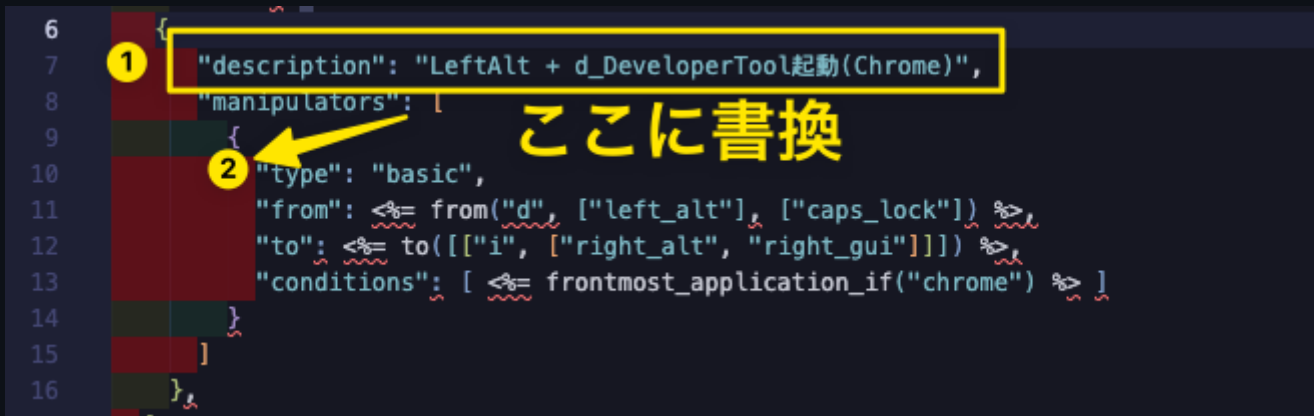 6 {
7 ① "description": "LeftAlt + d_DeveloperTool起動(Chrome)",
8 "manipulators": [
ここに書換
9 {
②
10 "type": "basic",
11 "from": <%= from("d", ["left_alt"], ["caps_lock"]) %>,
12 "to": <%= to([["i", ["right_alt", "right_gui"]]]) %>,
13 "conditions": [ <%= frontmost_application_if("chrome") %> ]
14 }
15 ]
16 },